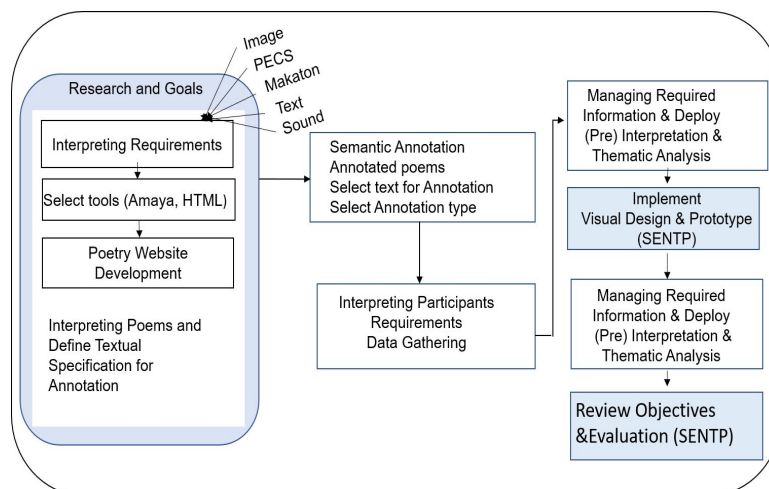 Image
PECS
Makaton
Text
Sound
Research and Goals
Interpreting Requirements
Select tools (Amaya, HTML)
Poetry Website
Development
Interpreting Poems and
Define Textual
Specification for
Annotation
Semantic Annotation
Annotated poems
Select text for Annotation
Select Annotation type
Interpreting Participants
Requirements
Data Gathering
Managing Required
Information & Deploy
(Pre) Interpretation &
Thematic Analysis
Implement
Visual Design & Prototype
(SENTP)
Managing Required
Information & Deploy
(Pre) Interpretation &
Thematic Analysis
Review Objectives
&Evaluation (SENTP)